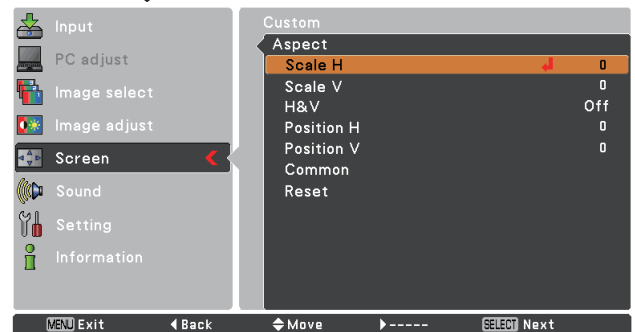 Input
PC adjust
Image select
Image adjust
Screen
Sound
Setting
Information
Custom
Aspect
Scale H 0
Scale V 0
H&V Off
Position H 0
Position V 0
Common
Reset
MENU Exit Back Move ----- SELECT Next